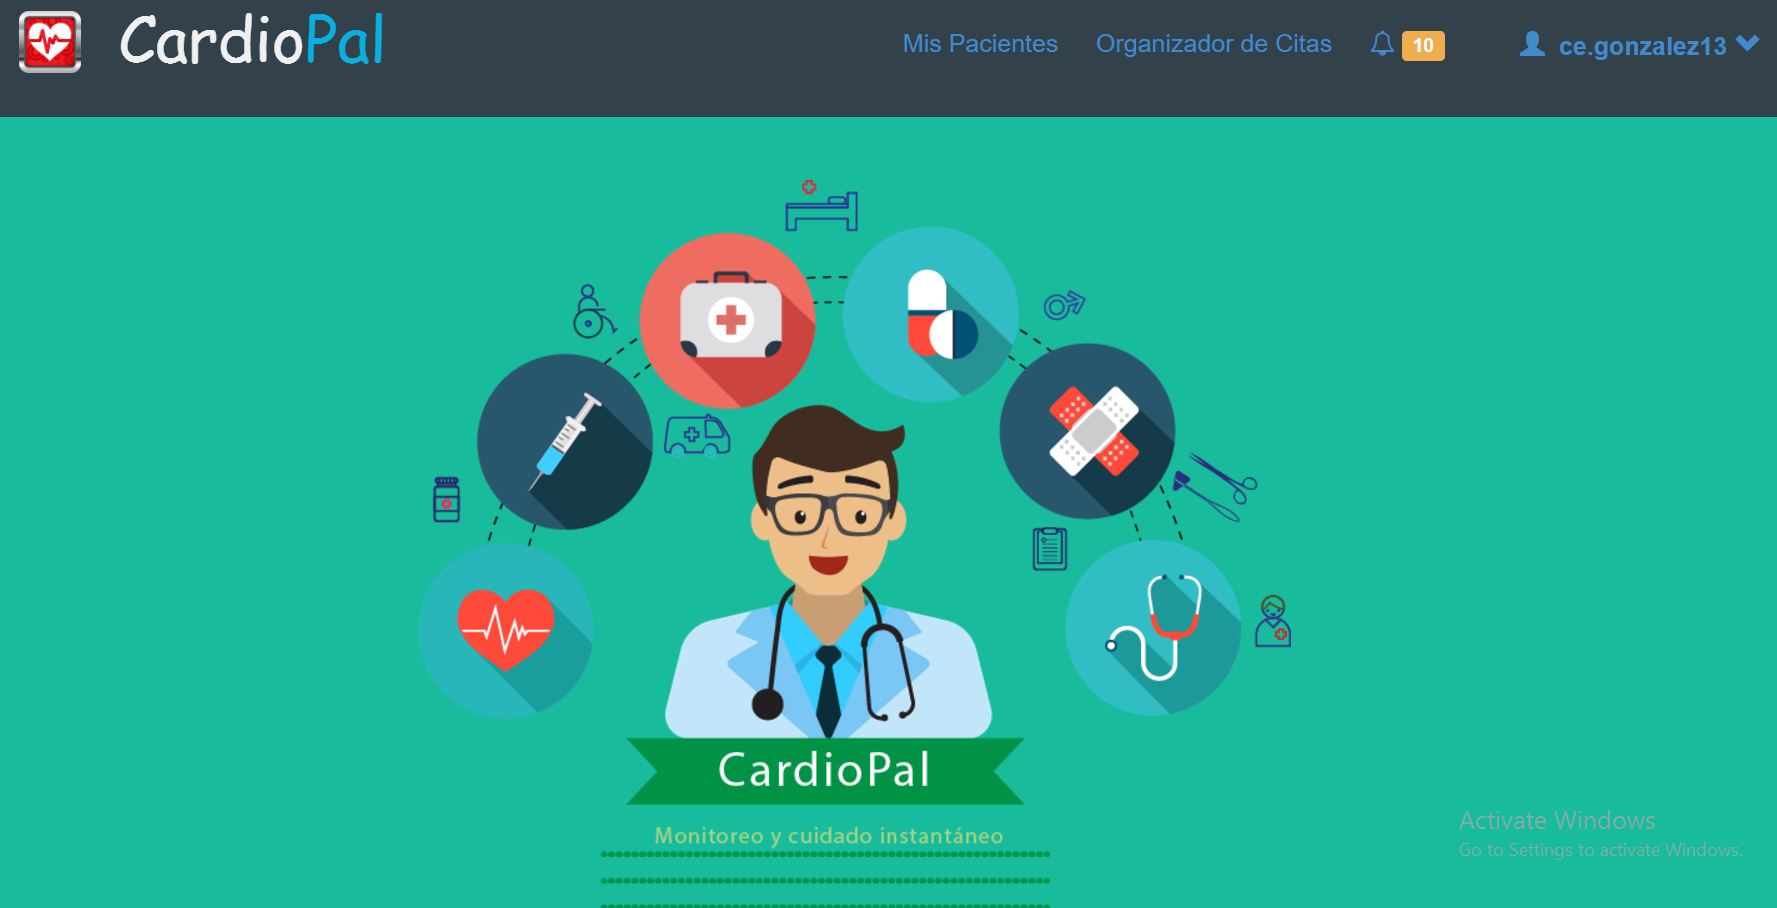 CardioPal
Mis Pacientes
Organizador de Citas
10
ce.gonzalez13
CardioPal
Monitoreo y cuidado instantáneo
Activate Windows
Go to Settings to activate Windows.